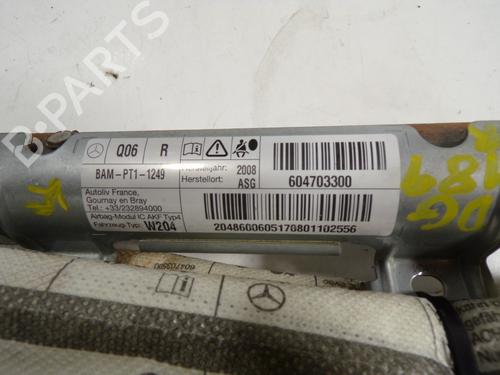 B-PARTS
Q06 R
Herstelljahr: 2008
Herstellort: ASG
BAM-PT1-1249
604703300
Autoliv France,
Gournay en Bray
Tel.: +33/232894000
Airbag-Modul IC AKF Typ4
Fahrzeug-Typ: W204
2048600605170801102556
604703300
DG
189